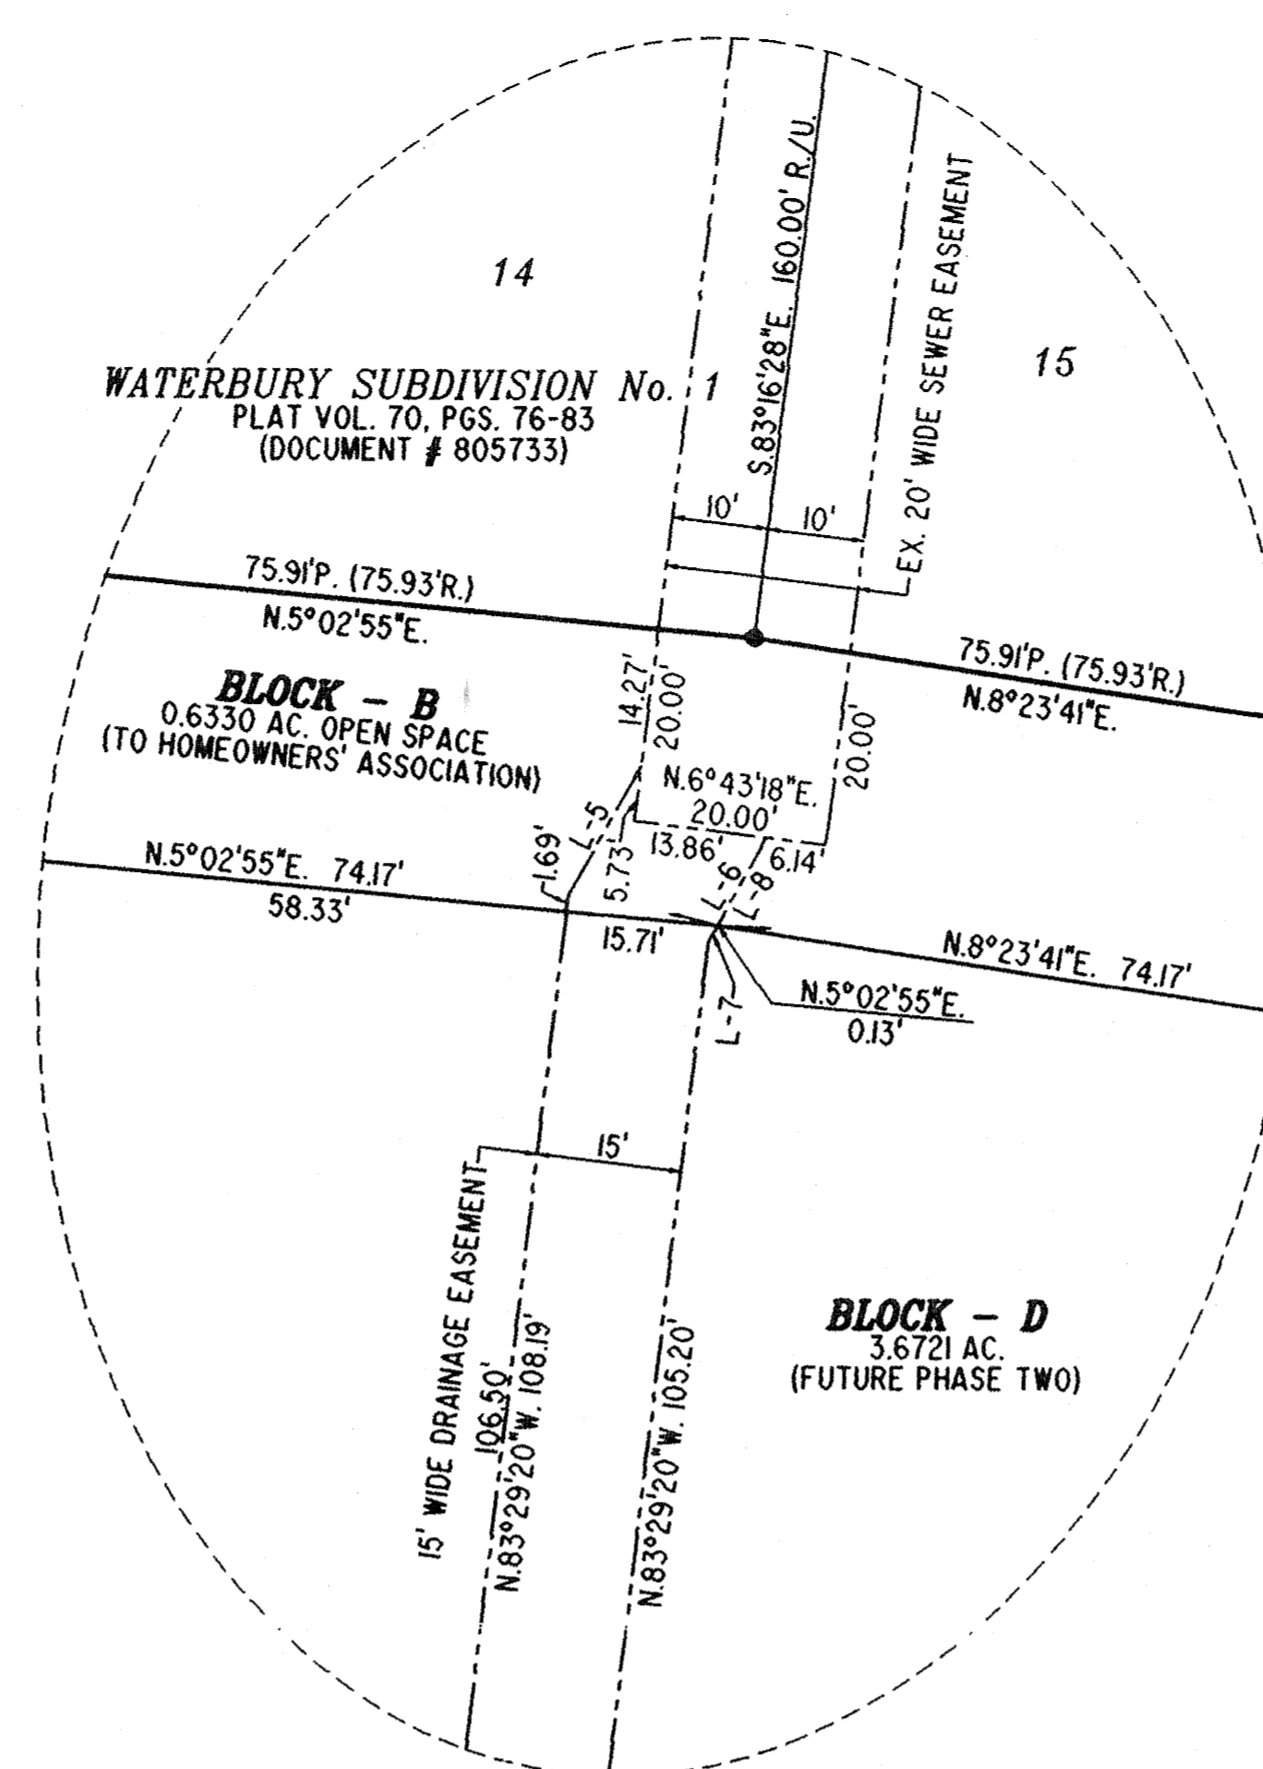 14
15
WATERBURY SUBDIVISION No. 1
PLAT VOL. 70, PGS. 76-83
(DOCUMENT # 805733)
S.83°16'28"E. 160.00' R./U.
EX. 20' WIDE SEWER EASEMENT
10'
10'
75.91'P. (75.93'R.)
N.5°02'55"E.
75.91'P. (75.93'R.)
N.8°23'41"E.
BLOCK - B
0.6330 AC. OPEN SPACE
(TO HOMEOWNERS' ASSOCIATION)
14.27'
20.00'
20.00'
N.6°43'18"E.
20.00'
13.86'
6.14'
L-5
1.69'
5.73'
L-6
L-8
N.5°02'55"E. 74.17'
58.33'
15.71'
N.8°23'41"E. 74.17'
N.5°02'55"E.
0.13'
L-7
15'
15' WIDE DRAINAGE EASEMENT
106.50'
N.83°29'20"W. 108.19'
N.83°29'20"W. 105.20'
BLOCK - D
3.6721 AC.
(FUTURE PHASE TWO)